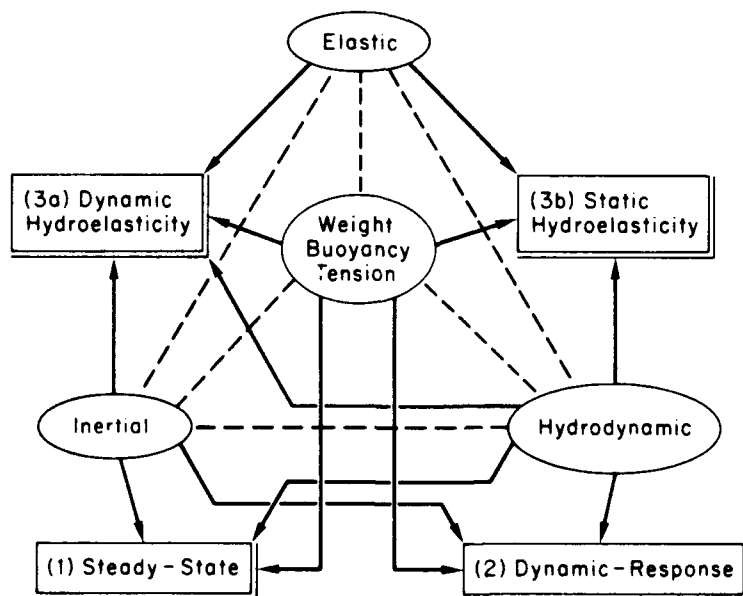 Elastic
(3a) Dynamic
Hydroelasticity
Weight
Buoyancy
Tension
(3b) Static
Hydroelasticity
Inertial
Hydrodynamic
(1) Steady-State
(2) Dynamic-Response